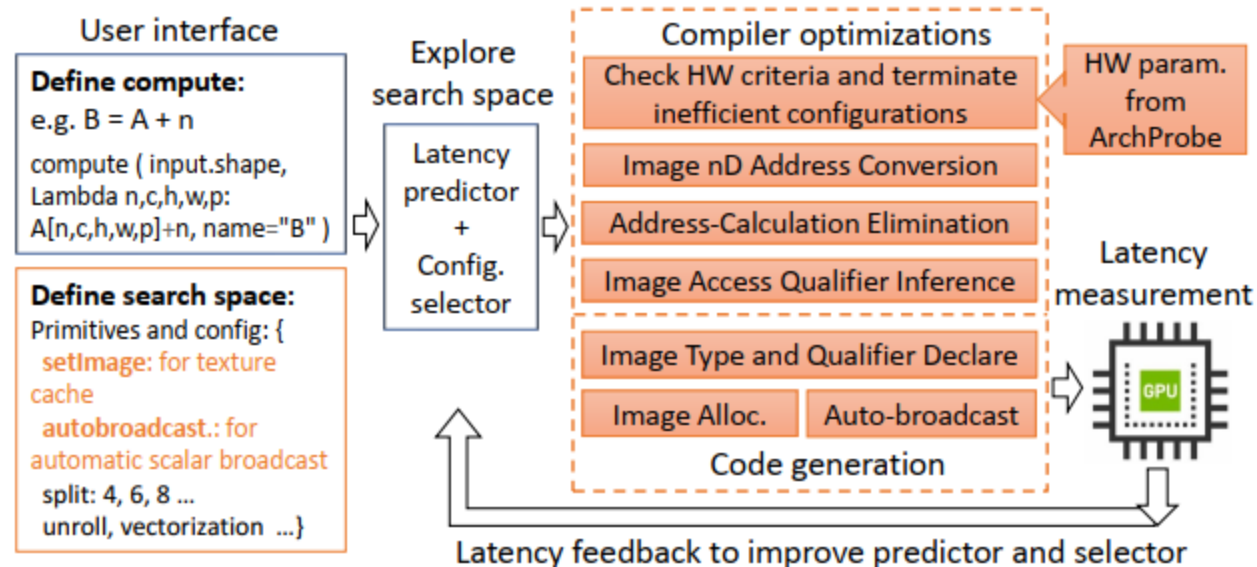 User interface
Define compute:
e.g. B = A + n
compute ( input.shape,
Lambda n,c,h,w,p:
A[n,c,h,w,p]+n, name="B" )
Define search space:
Primitives and config: {
setImage: for texture
cache
autobroadcast.: for
automatic scalar broadcast
split: 4, 6, 8 ...
unroll, vectorization ...}
Explore
search space
Latency
predictor
+
Config.
selector
Compiler optimizations
Check HW criteria and terminate
inefficient configurations
Image nD Address Conversion
Address-Calculation Elimination
Image Access Qualifier Inference
Image Type and Qualifier Declare
Image Alloc.
Auto-broadcast
Code generation
HW param.
from
ArchProbe
Latency
measurement
GPU
Latency feedback to improve predictor and selector